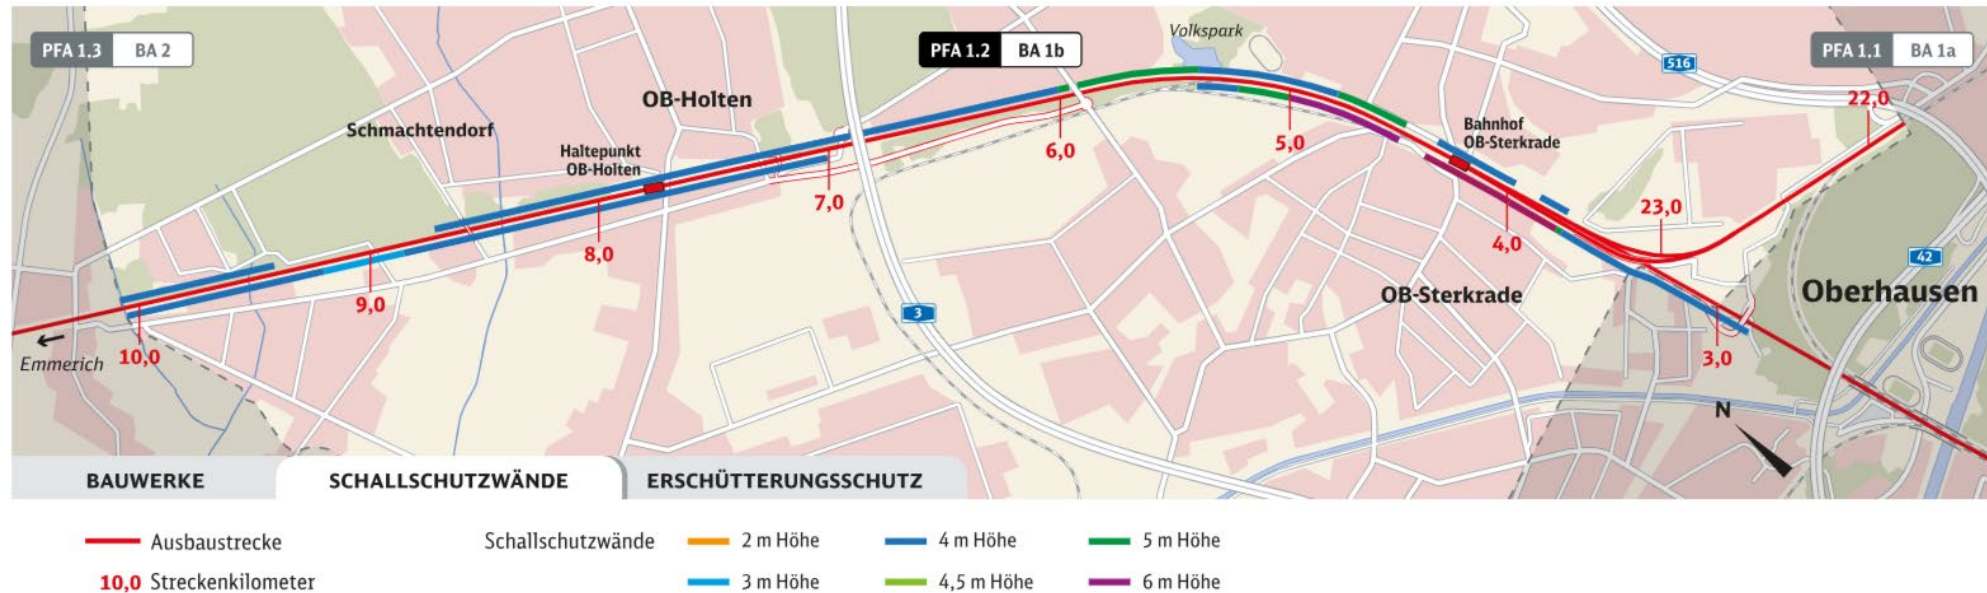 PFA 1.3 BA 2
PFA 1.2 BA 1b
Volkspark
516
PFA 1.1 BA 1a
22,0
OB-Holten
Schmachtendorf
Haltepunkt
OB-Holten
Bahnhof
OB-Sterkrade
6,0
5,0
7,0
23,0
8,0
4,0
42
9,0
3
OB-Sterkrade
Oberhausen
10,0
Emmerich
3,0
N
BAUWERKE
SCHALLSCHUTZWÄNDE
ERSCHÜTTERUNGSSCHUTZ
Ausbaustrecke
Schallschutzwände
2 m Höhe
4 m Höhe
5 m Höhe
10,0 Streckenkilometer
3 m Höhe
4,5 m Höhe
6 m Höhe